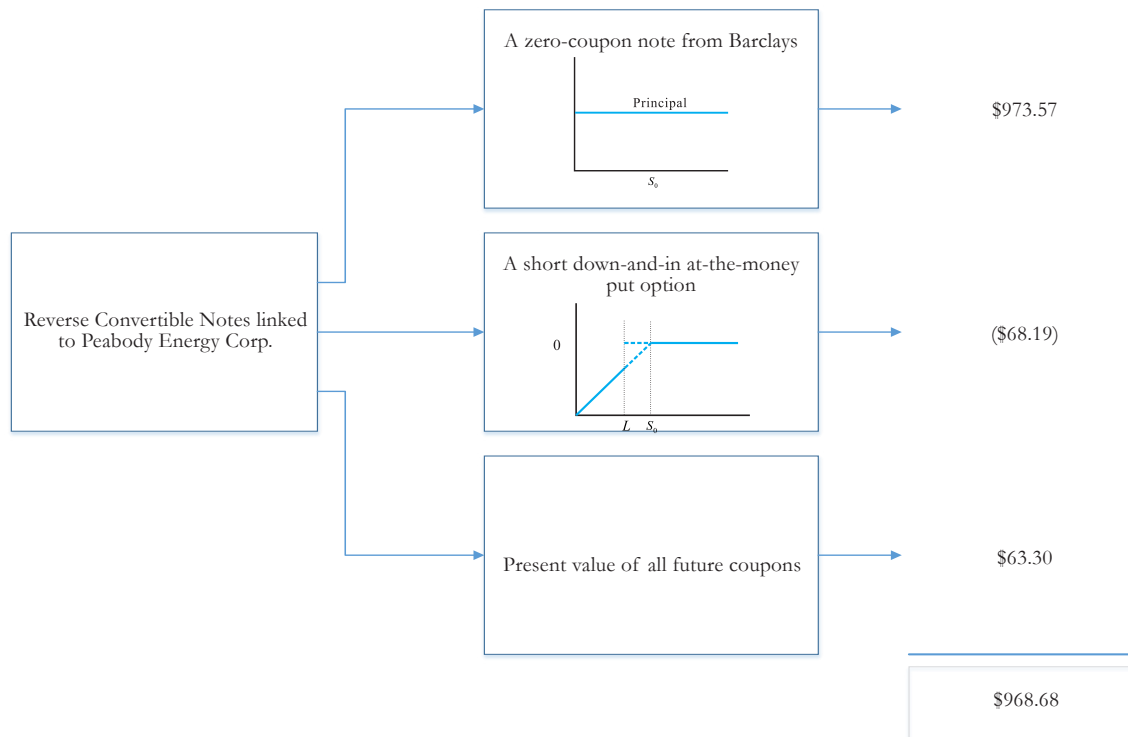 A zero-coupon note from Barclays
Principal
S₀
$973.57
Reverse Convertible Notes linked
to Peabody Energy Corp.
A short down-and-in at-the-money
put option
0
L S₀
($68.19)
Present value of all future coupons
$63.30
$968.68